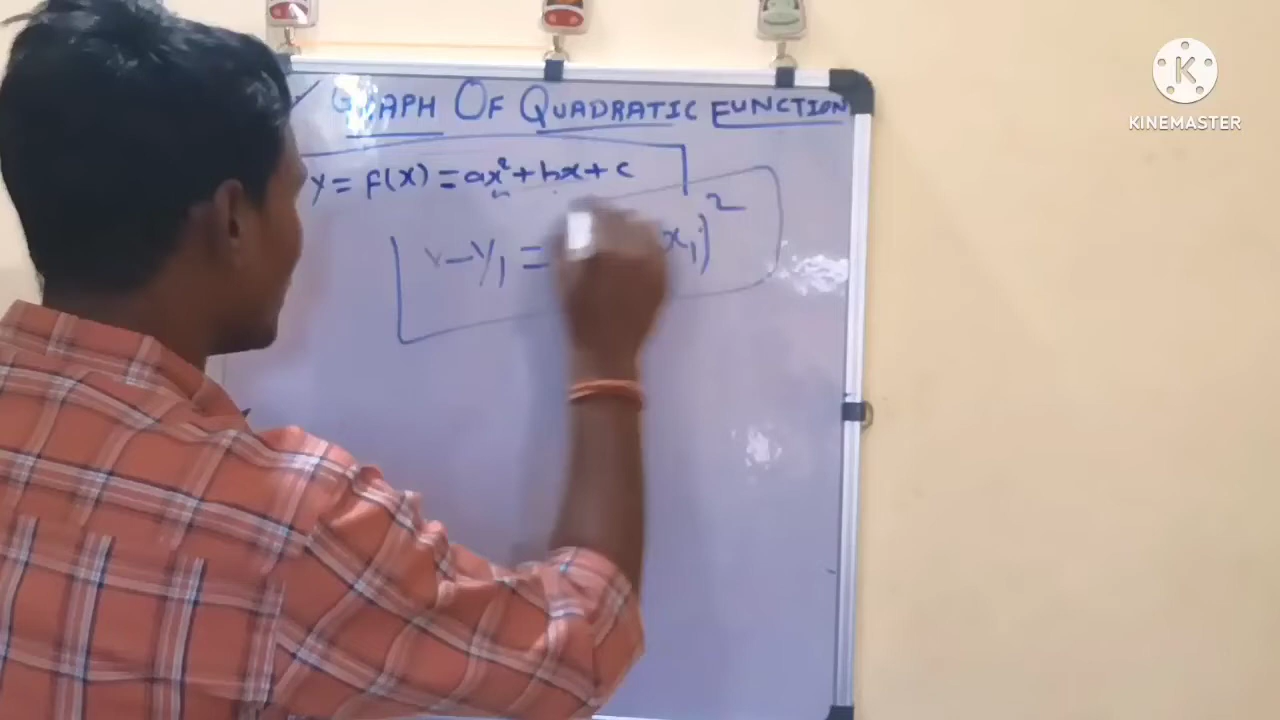 GRAPH OF QUADRATIC FUNCTION
K
KINEMASTER
y = f(x) = ax² + bx + c
y - y₁ = x₁)²